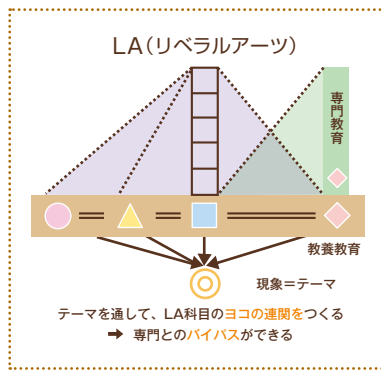 LA（リベラルアーツ）
専門教育
教養教育
現象＝テーマ
テーマを通して、LA科目のヨコの連関をつくる
➡ 専門とのバイパスができる